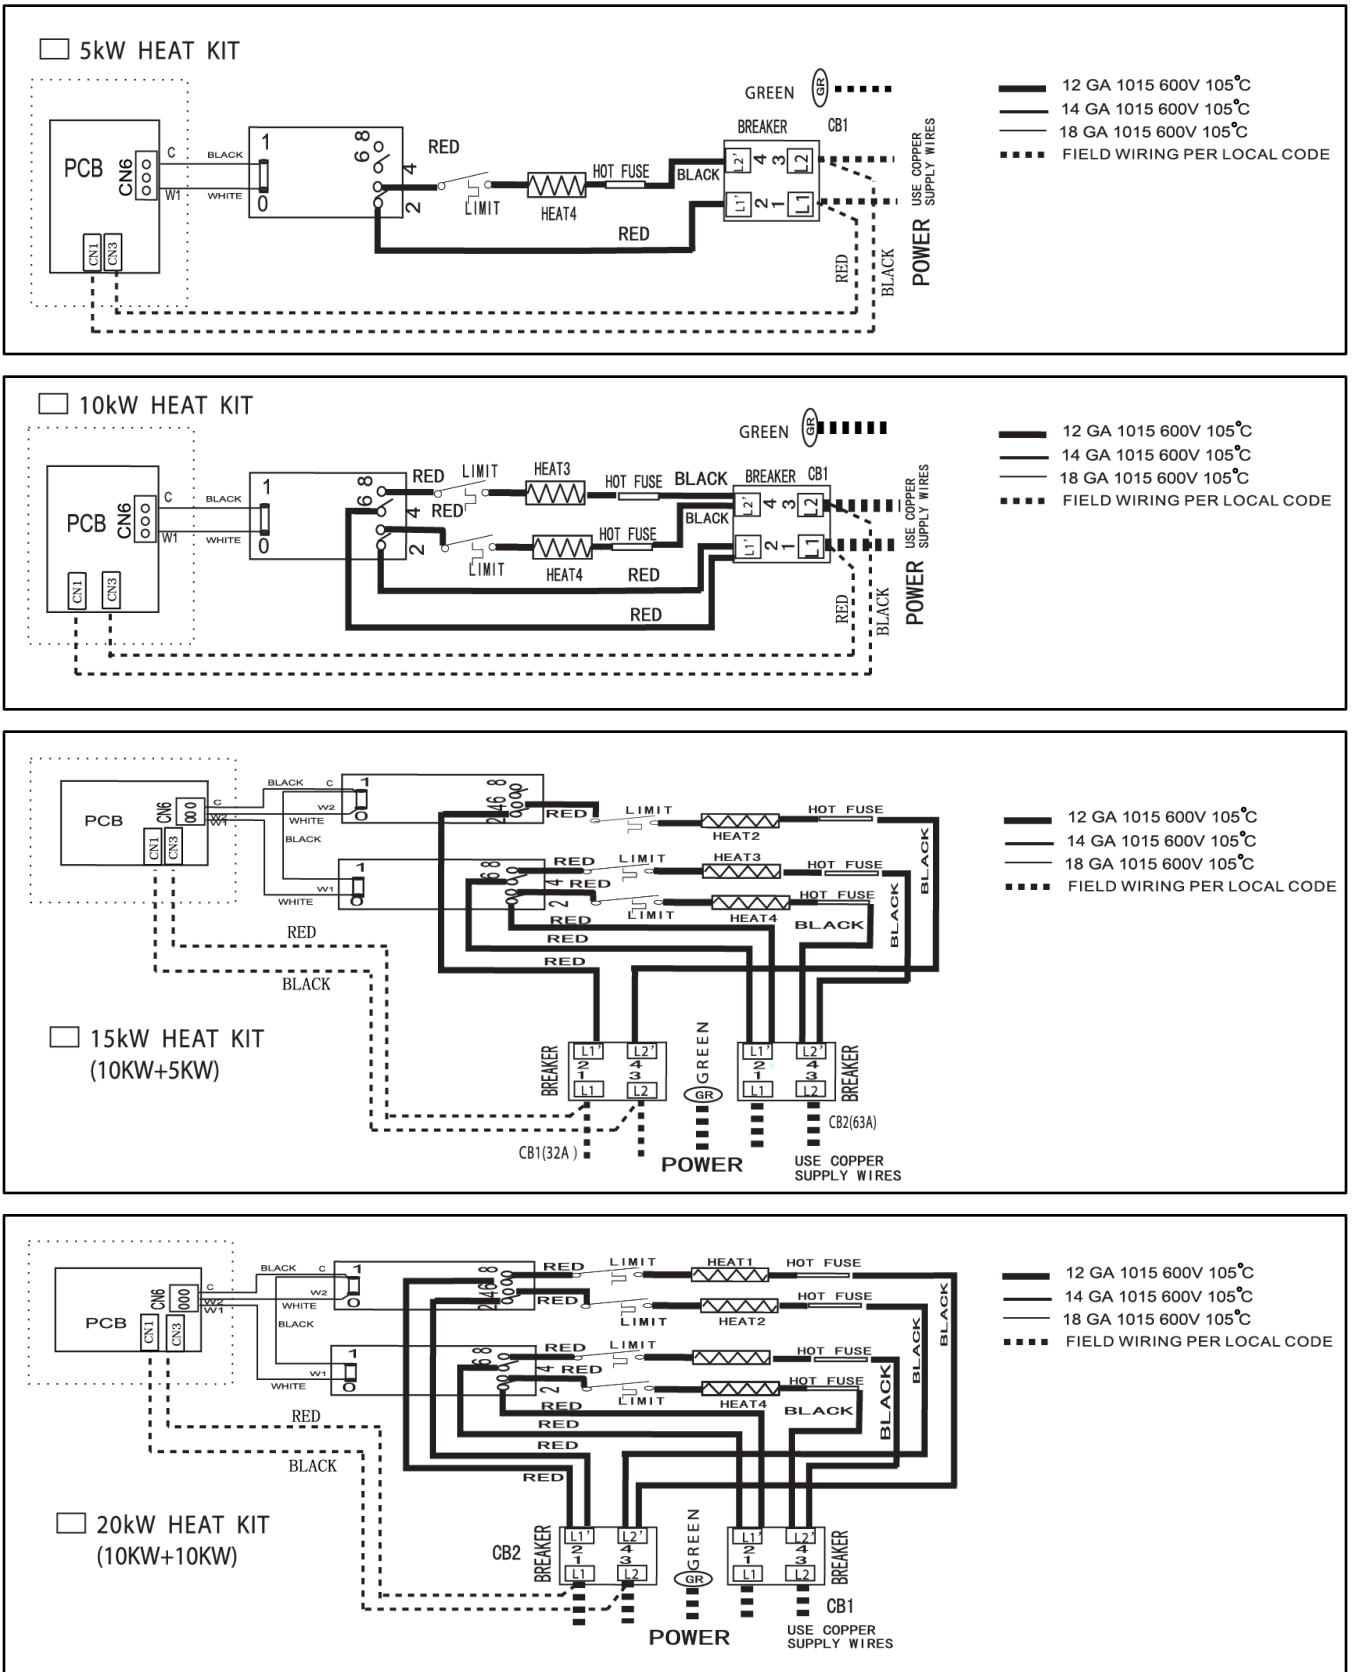 5kW HEAT KIT
GREEN GR
12 GA 1015 600V 105°C
14 GA 1015 600V 105°C
18 GA 1015 600V 105°C
FIELD WIRING PER LOCAL CODE
BREAKER CB1
PCB CN6 C BLACK 1
W1 WHITE 0
8 6 4 2
RED
LIMIT
HEAT4
HOT FUSE
BLACK
RED
L2' 4 3 L2
L1' 2 1 L1
CN1 CN3
RED
BLACK
POWER
USE COPPER
SUPPLY WIRES
10kW HEAT KIT
GREEN GR
12 GA 1015 600V 105°C
14 GA 1015 600V 105°C
18 GA 1015 600V 105°C
FIELD WIRING PER LOCAL CODE
BREAKER CB1
PCB CN6 C BLACK 1
W1 WHITE 0
8 6 4 2
RED LIMIT HEAT3 HOT FUSE BLACK
RED LIMIT HEAT4 HOT FUSE BLACK
RED
RED
L2' 4 3 L2
L1' 2 1 L1
CN1 CN3
RED
BLACK
POWER
USE COPPER
SUPPLY WIRES
PCB CN6 CN1 CN3
C
W2
W1
BLACK C 1
W2
WHITE 0
BLACK
1
W1
WHITE 0
2 4 6 8
RED LIMIT HEAT2 HOT FUSE BLACK
6 8
RED LIMIT HEAT3 HOT FUSE BLACK
2 4
RED LIMIT HEAT4 HOT FUSE BLACK
RED
RED
RED
12 GA 1015 600V 105°C
14 GA 1015 600V 105°C
18 GA 1015 600V 105°C
FIELD WIRING PER LOCAL CODE
RED
BLACK
15kW HEAT KIT
(10KW+5KW)
BREAKER
L1' L2'
2 4
1 3
L1 L2
GREEN
GR
L1' L2'
2 4
1 3
L1 L2
BREAKER
CB1(32A )
CB2(63A)
POWER
USE COPPER
SUPPLY WIRES
PCB CN6 CN1 CN3
C
W2
W1
BLACK C 1
W2
WHITE 0
BLACK
1
W1
WHITE 0
2 4 6 8
RED LIMIT HEAT1 HOT FUSE BLACK
RED LIMIT HEAT2 HOT FUSE BLACK
6 8
RED LIMIT HOT FUSE BLACK
2 4
RED LIMIT HEAT4 HOT FUSE BLACK
RED
RED
RED
RED
12 GA 1015 600V 105°C
14 GA 1015 600V 105°C
18 GA 1015 600V 105°C
FIELD WIRING PER LOCAL CODE
RED
BLACK
20kW HEAT KIT
(10KW+10KW)
CB2
BREAKER
L1' L2'
2 4
1 3
L1 L2
GREEN
GR
L1' L2'
2 4
1 3
L1 L2
BREAKER
CB1
POWER
USE COPPER
SUPPLY WIRES